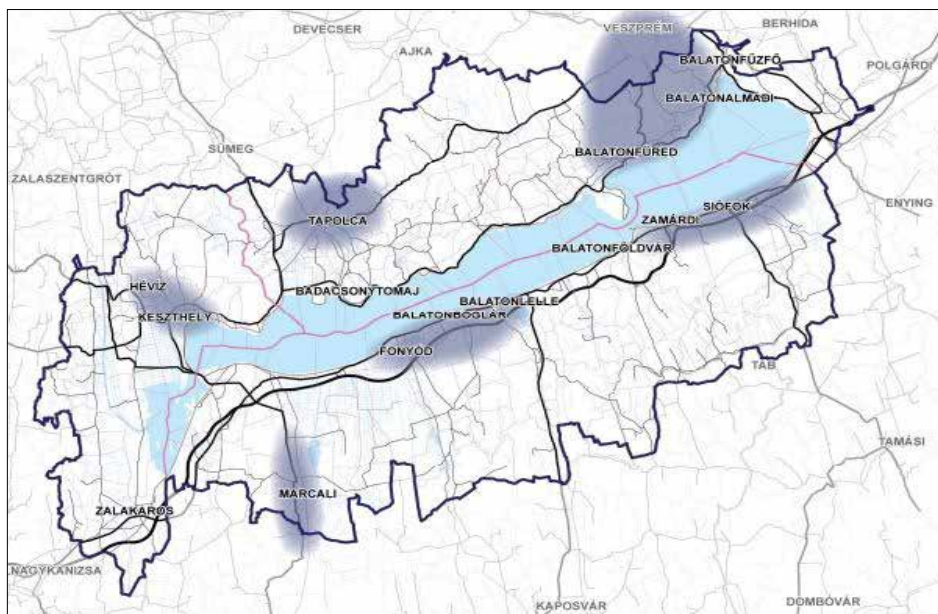 DEVECSER
VESZPRÉM
BERHIDA
AJKA
BALATONFŰZFŐ
POLGÁRDI
BALATONALMÁDI
SÜMEG
BALATONFÜRED
ZALASZENTGRÓT
ENYING
SIÓFOK
TAPOLCA
ZAMÁRDI
BALATONFÖLDVÁR
HÉVÍZ
BADACSONYTOMAJ
BALATONLELLE
KESZTHELY
BALATONBOGLÁR
FONYÓD
TAB
TAMÁSI
MARCALI
ZALAKAROS
NAGYKANIZSA
DOMBÓVÁR
KAPOSVÁR